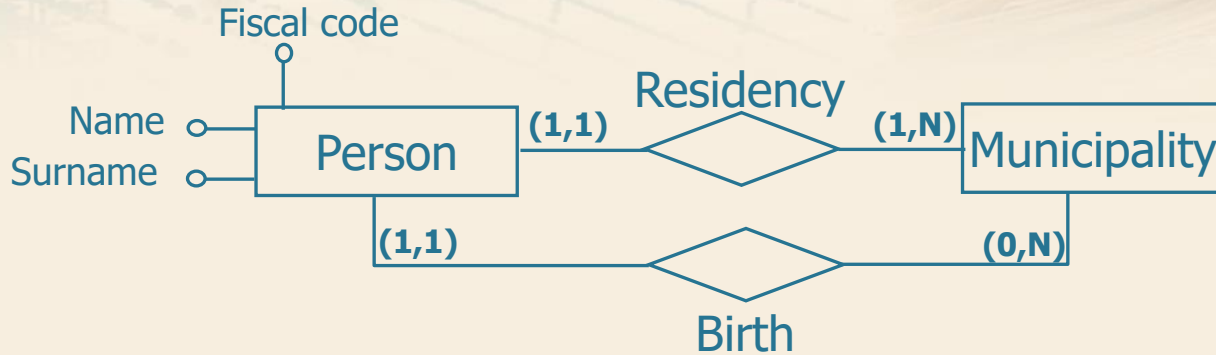 Fiscal code
Residency
Name
(1,1)
(1,N)
Person
Municipality
Surname
(1,1)
(0,N)
Birth